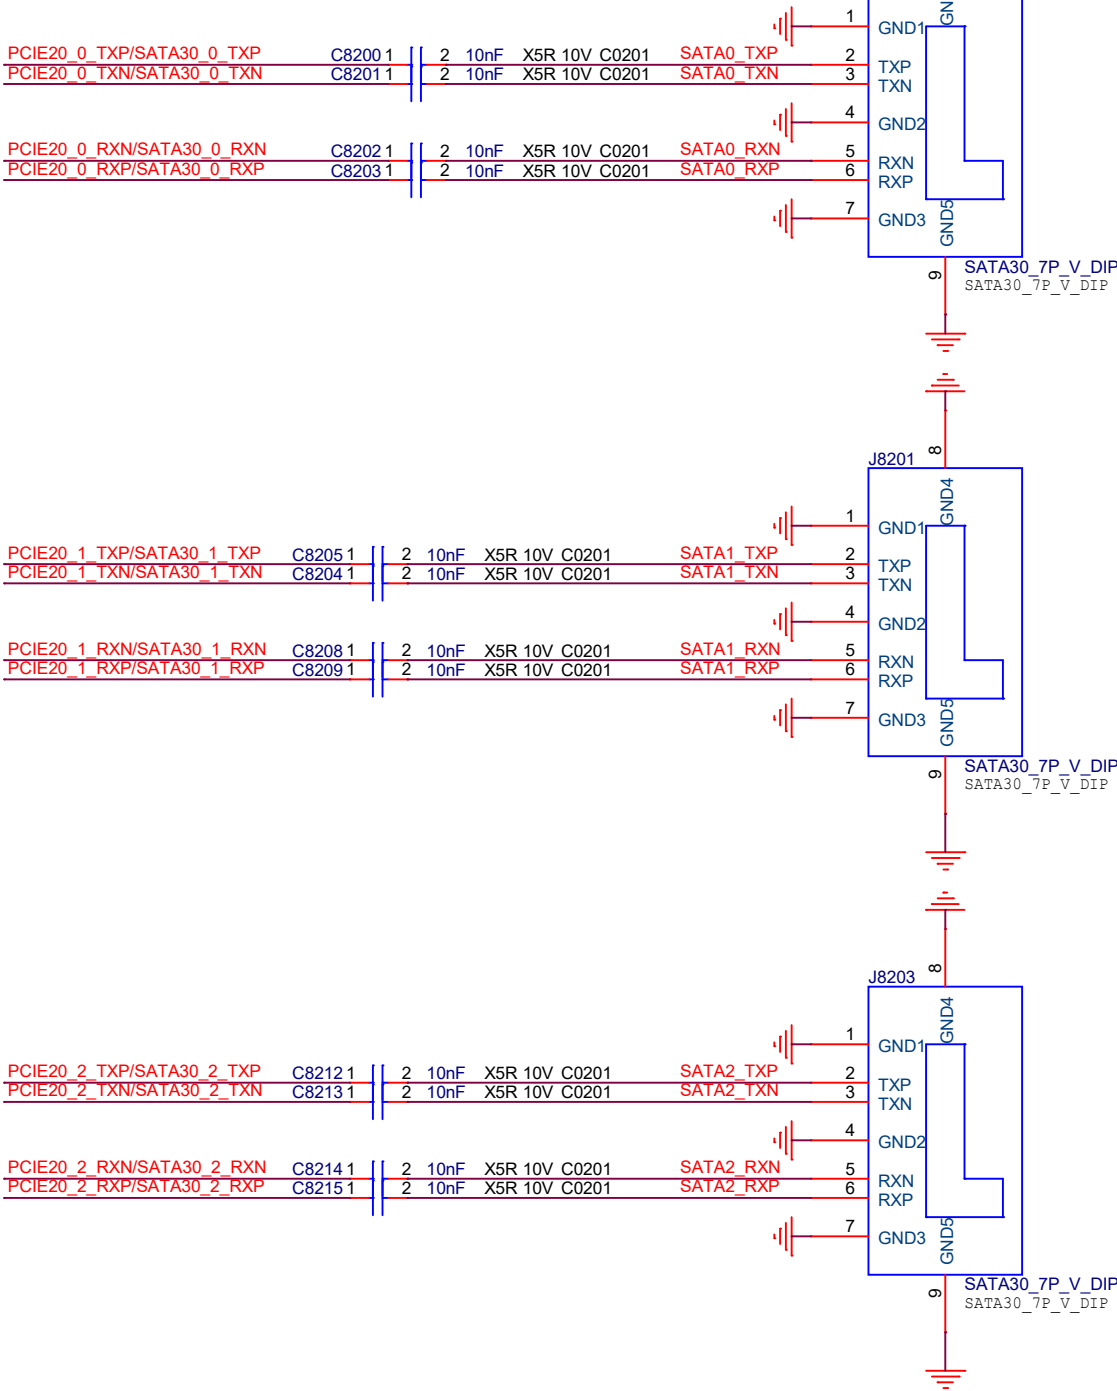 GN
1
GND1
PCIE20_0_TXP/SATA30_0_TXP C8200 1 2 10nF X5R 10V C0201 SATA0_TXP 2 TXP
PCIE20_0_TXN/SATA30_0_TXN C8201 1 2 10nF X5R 10V C0201 SATA0_TXN 3 TXN
4 GND2
PCIE20_0_RXN/SATA30_0_RXN C8202 1 2 10nF X5R 10V C0201 SATA0_RXN 5 RXN
PCIE20_0_RXP/SATA30_0_RXP C8203 1 2 10nF X5R 10V C0201 SATA0_RXP 6 RXP
7 GND3
GND5
9
SATA30_7P_V_DIP
SATA30_7P_V_DIP
8
J8201
GND4
1 GND1
PCIE20_1_TXP/SATA30_1_TXP C8205 1 2 10nF X5R 10V C0201 SATA1_TXP 2 TXP
PCIE20_1_TXN/SATA30_1_TXN C8204 1 2 10nF X5R 10V C0201 SATA1_TXN 3 TXN
4 GND2
PCIE20_1_RXN/SATA30_1_RXN C8208 1 2 10nF X5R 10V C0201 SATA1_RXN 5 RXN
PCIE20_1_RXP/SATA30_1_RXP C8209 1 2 10nF X5R 10V C0201 SATA1_RXP 6 RXP
7 GND3
GND5
9
SATA30_7P_V_DIP
SATA30_7P_V_DIP
8
J8203
GND4
1 GND1
PCIE20_2_TXP/SATA30_2_TXP C8212 1 2 10nF X5R 10V C0201 SATA2_TXP 2 TXP
PCIE20_2_TXN/SATA30_2_TXN C8213 1 2 10nF X5R 10V C0201 SATA2_TXN 3 TXN
4 GND2
PCIE20_2_RXN/SATA30_2_RXN C8214 1 2 10nF X5R 10V C0201 SATA2_RXN 5 RXN
PCIE20_2_RXP/SATA30_2_RXP C8215 1 2 10nF X5R 10V C0201 SATA2_RXP 6 RXP
7 GND3
GND5
9
SATA30_7P_V_DIP
SATA30_7P_V_DIP